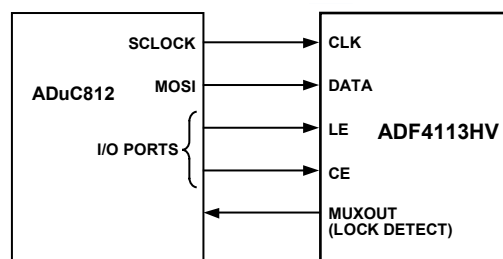 SCLOCK
MOSI
ADuC812
I/O PORTS
CLK
DATA
LE
ADF4113HV
CE
MUXOUT
(LOCK DETECT)